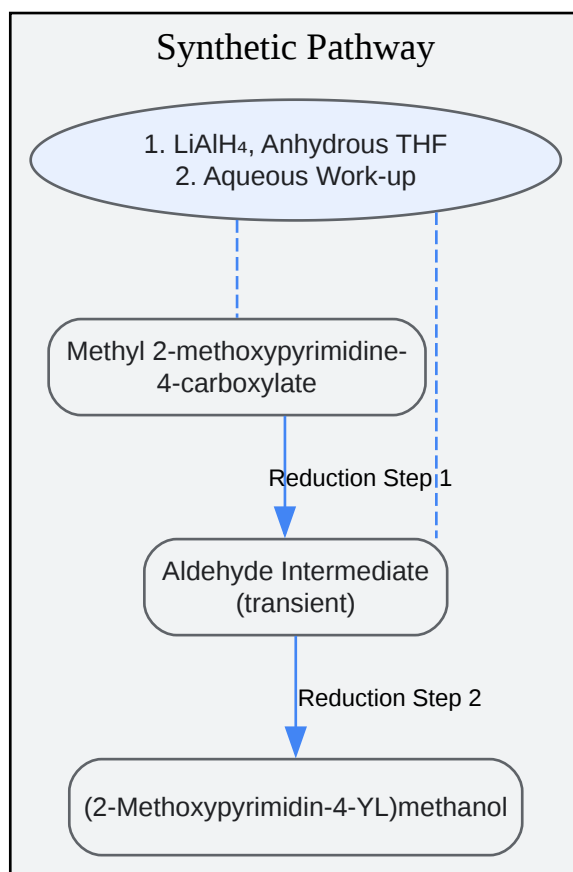 Synthetic Pathway
1. LiAlH₄, Anhydrous THF
2. Aqueous Work-up
Methyl 2-methoxypyrimidine-
4-carboxylate
Reduction Step 1
Aldehyde Intermediate
(transient)
Reduction Step 2
(2-Methoxypyrimidin-4-YL)methanol